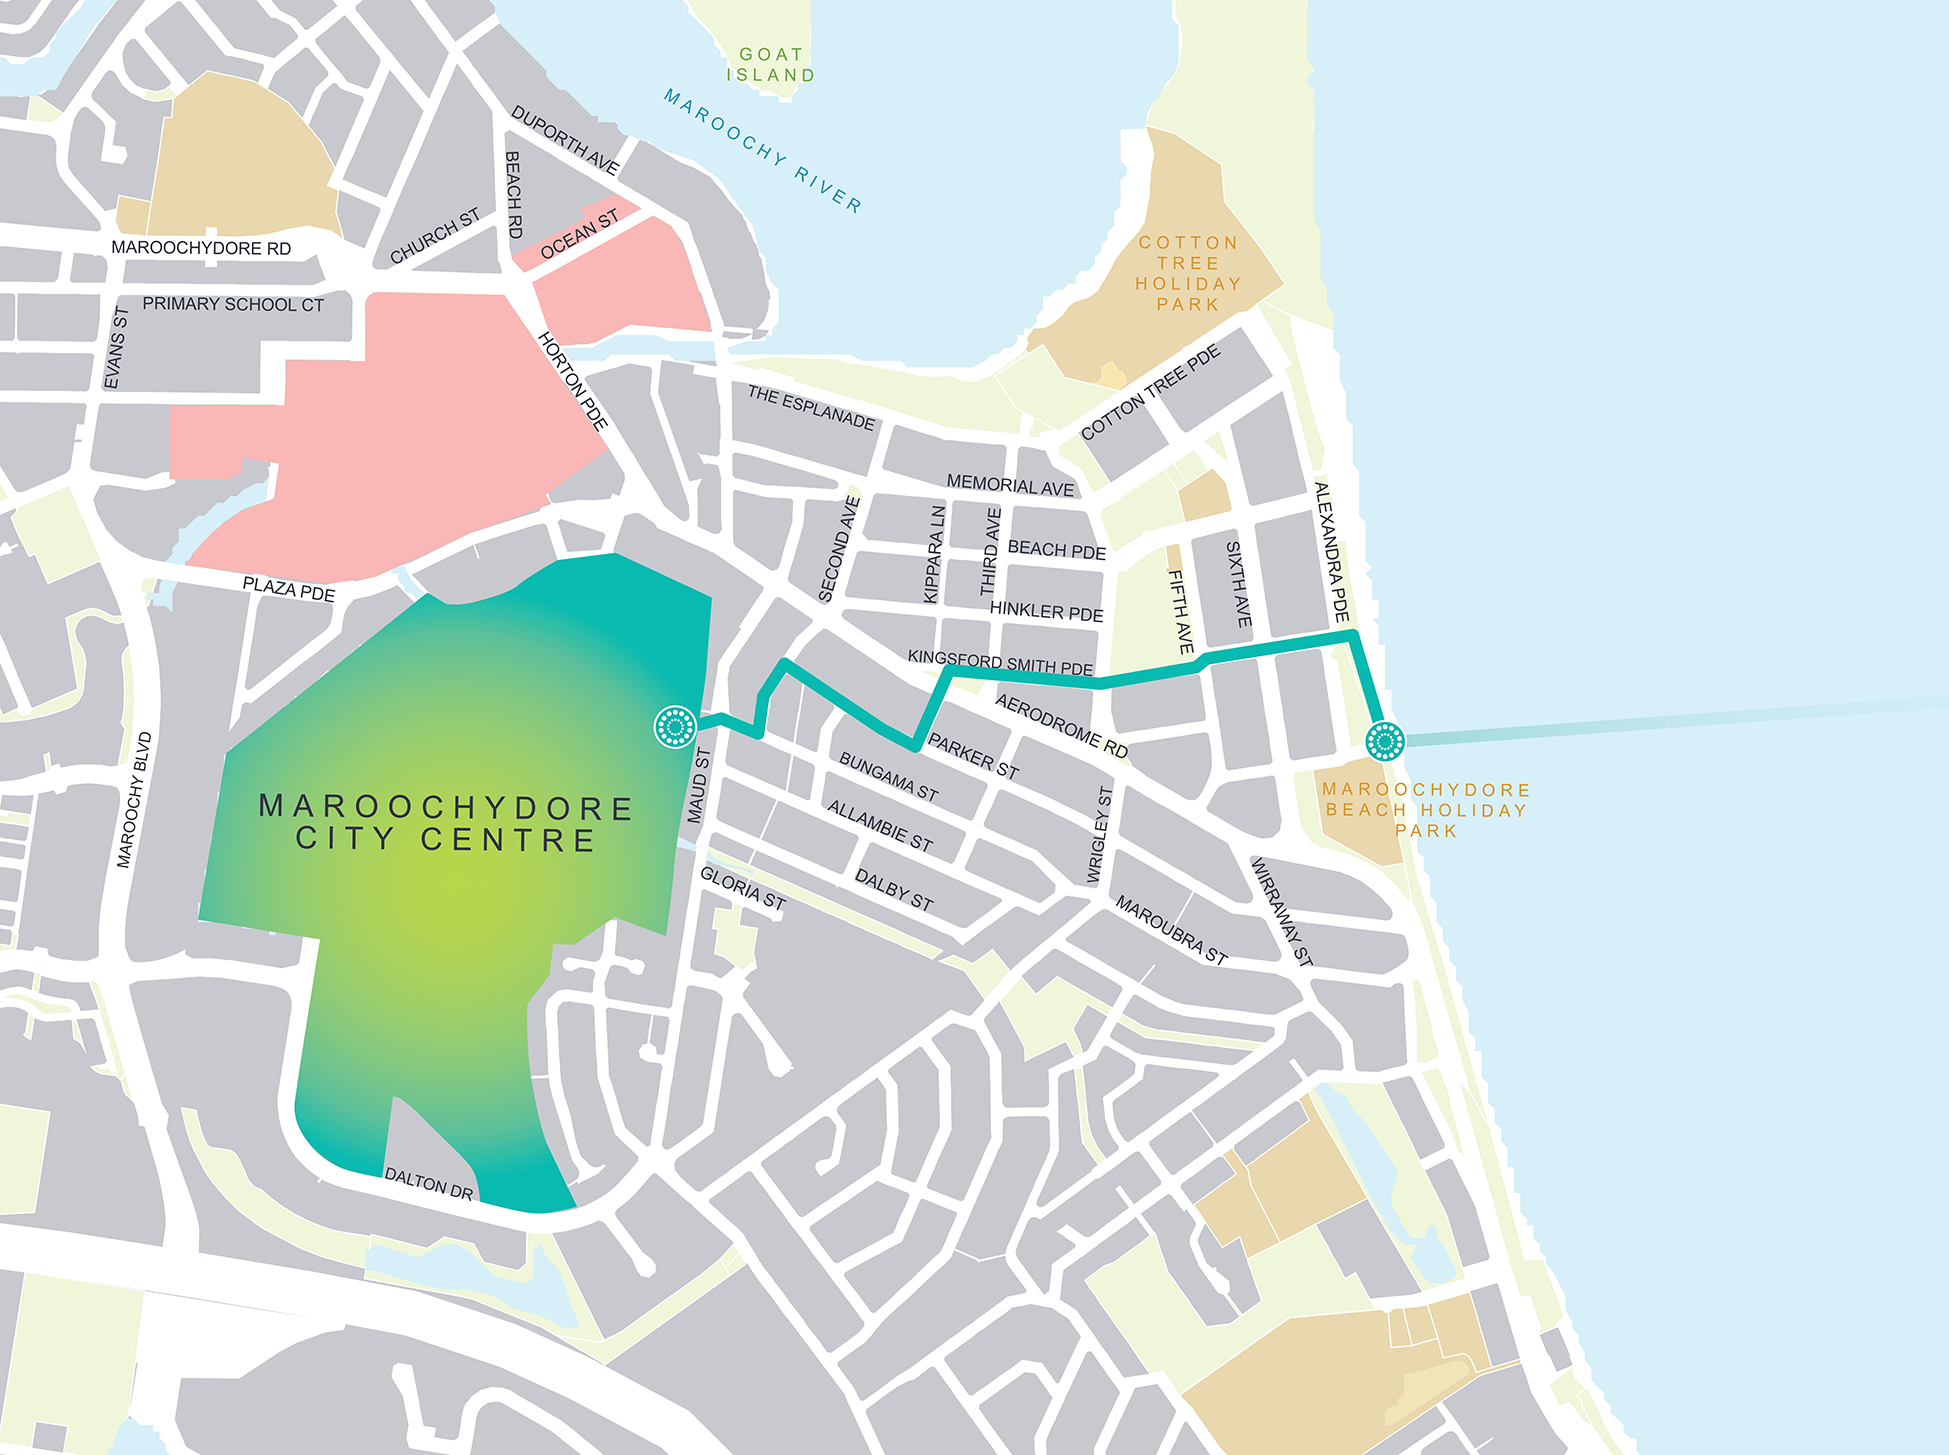 GOAT
ISLAND
MAROOCHY RIVER
DUPORTH AVE
BEACH RD
CHURCH ST
OCEAN ST
MAROOCHYDORE RD
PRIMARY SCHOOL CT
EVANS ST
HORTON PDE
COTTON
TREE
HOLIDAY
PARK
COTTON TREE PDE
THE ESPLANADE
MEMORIAL AVE
ALEXANDRA PDE
SECOND AVE
KIPPARA LN
THIRD AVE
BEACH PDE
SIXTH AVE
FIFTH AVE
HINKLER PDE
PLAZA PDE
KINGSFORD SMITH PDE
AERODROME RD
PARKER ST
BUNGAMA ST
MAUD ST
MAROOCHY BLVD
MAROOCHYDORE
CITY CENTRE
ALLAMBIE ST
WRIGLEY ST
MAROOCHYDORE
BEACH HOLIDAY
PARK
GLORIA ST
DALBY ST
WIRRAWAY ST
MAROUBRA ST
DALTON DR